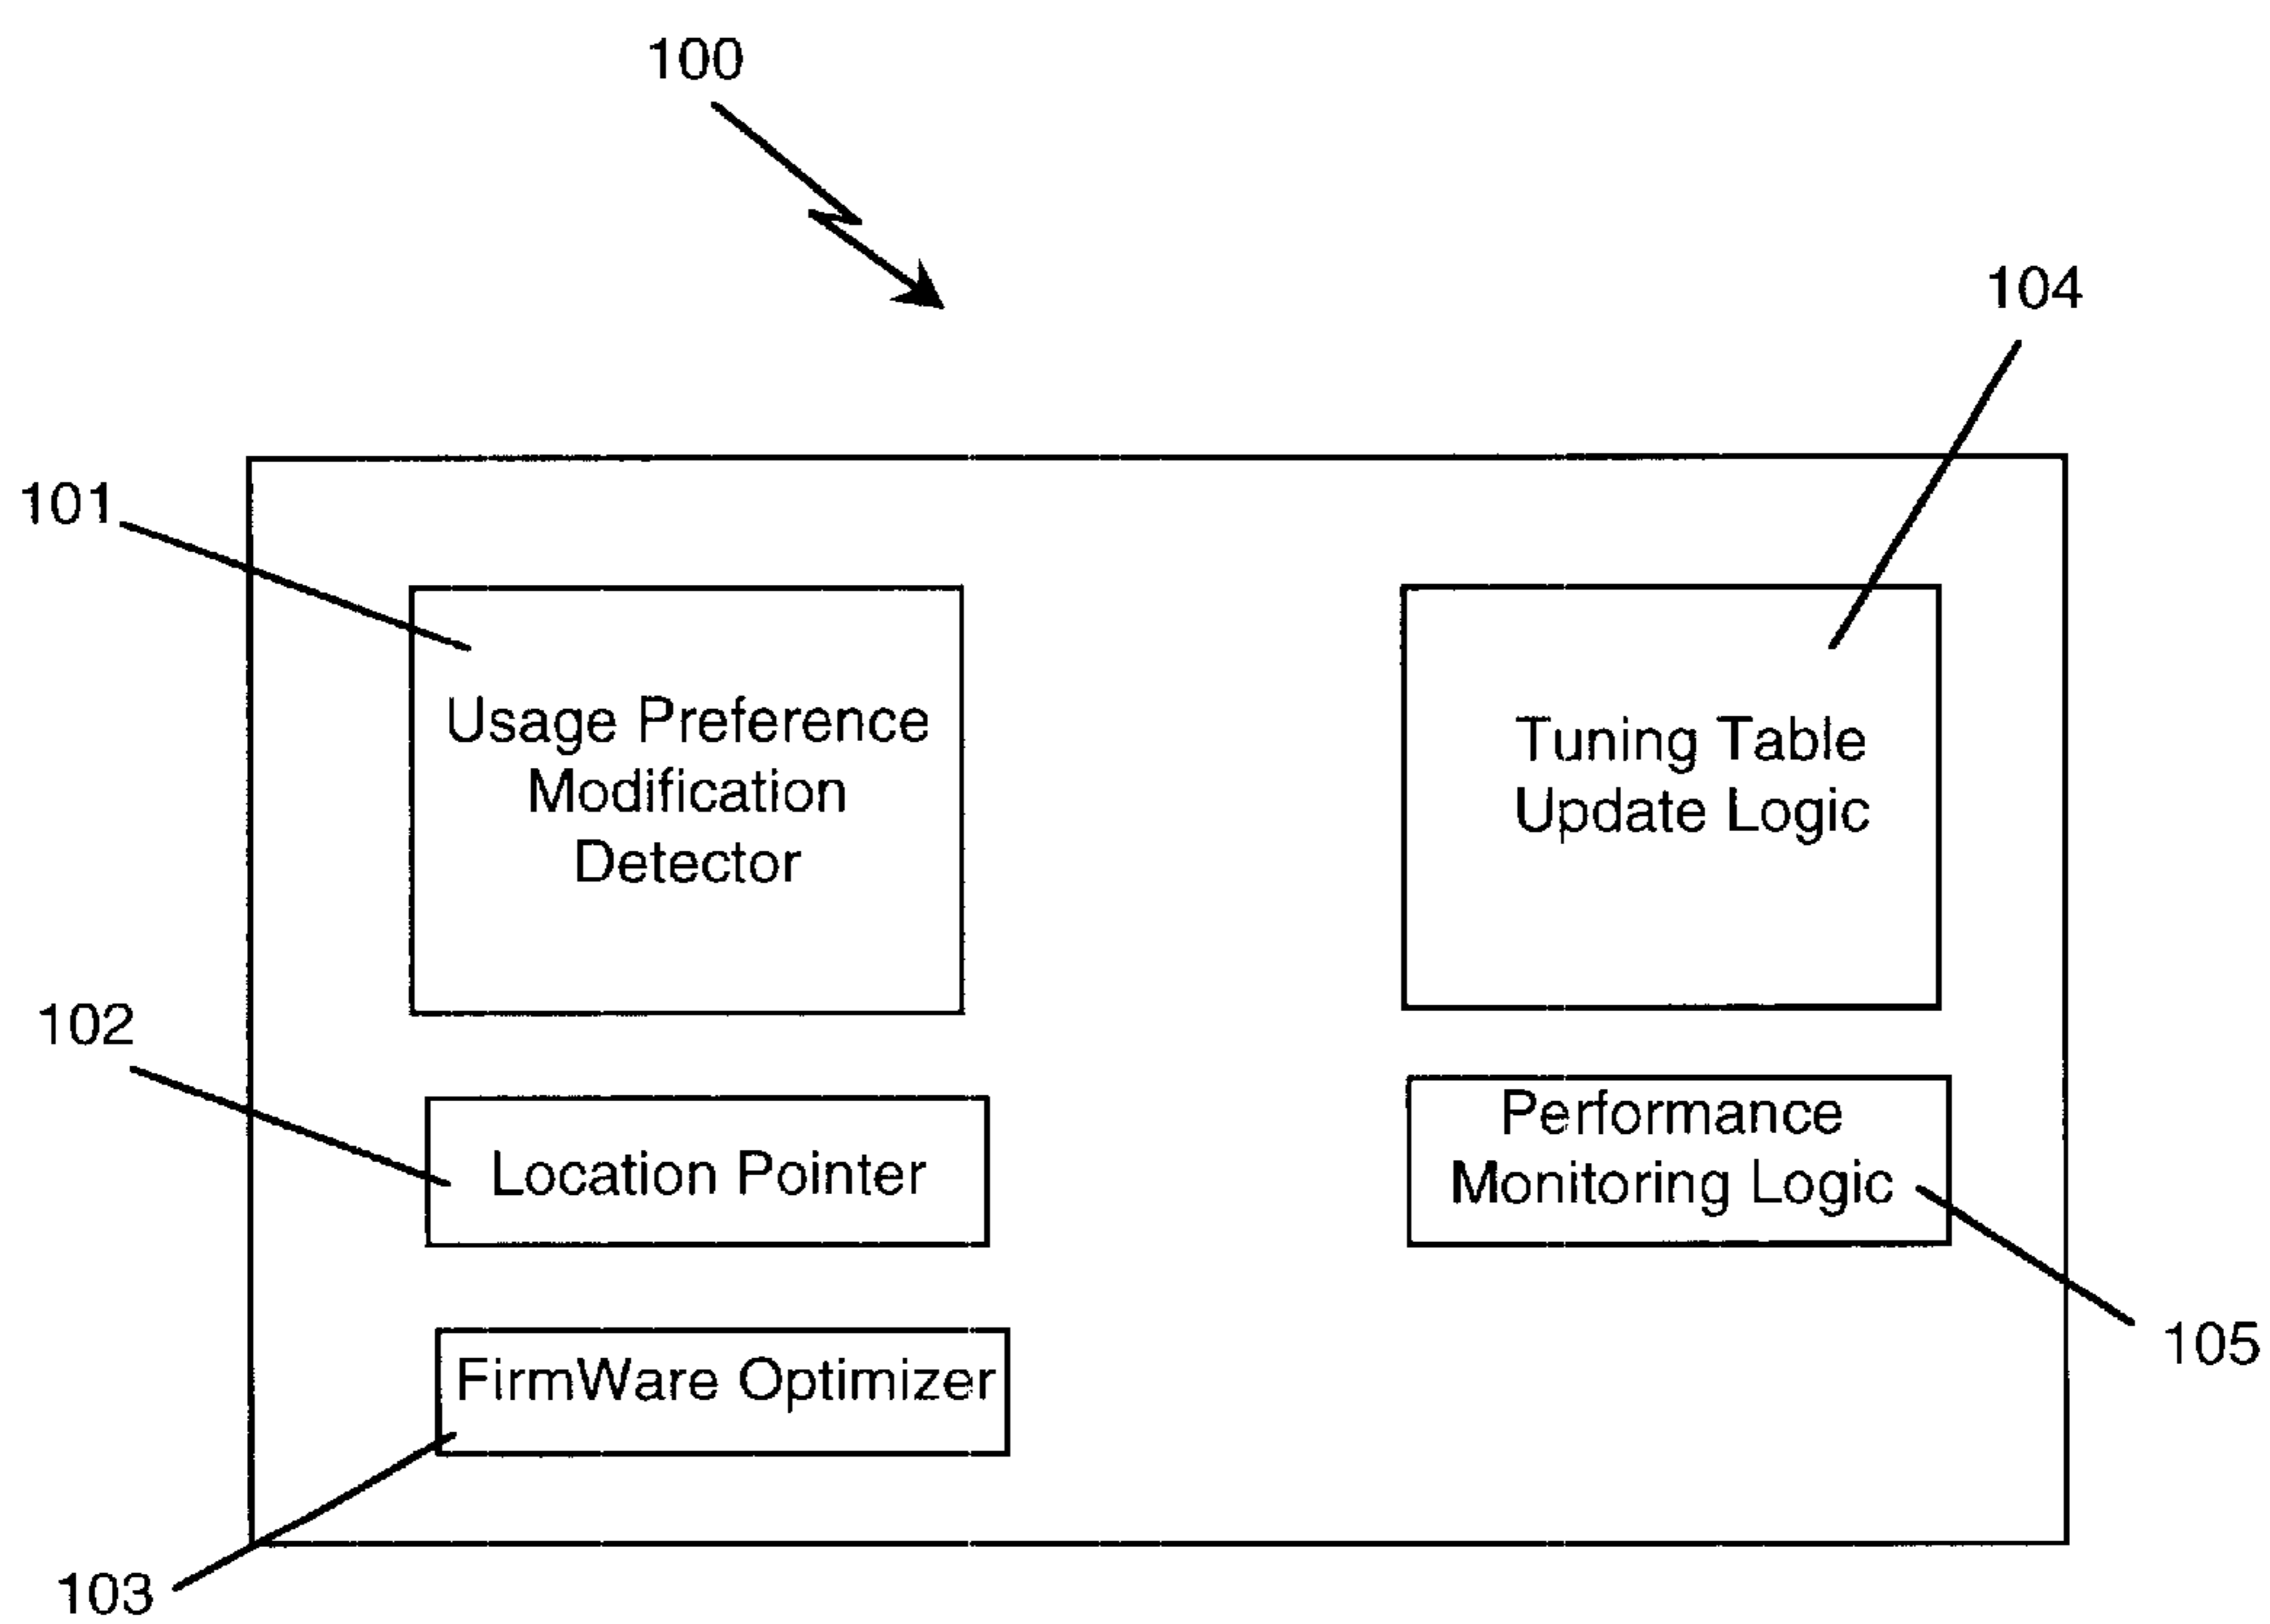 100
104
101
Usage Preference
Modification
Detector
Tuning Table
Update Logic
102
Location Pointer
Performance
Monitoring Logic
105
FirmWare Optimizer
103